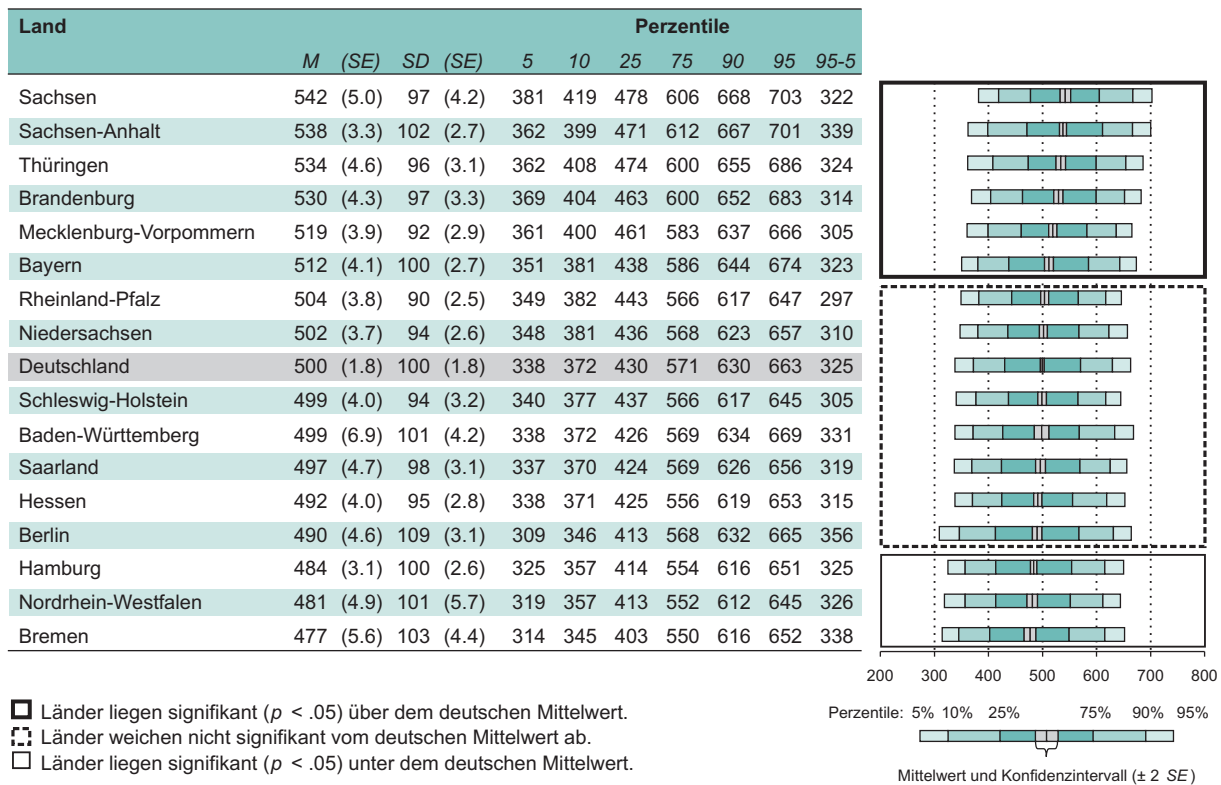 Land Perzentile
M (SE) SD (SE) 5 10 25 75 90 95 95-5
Sachsen 542 (5.0) 97 (4.2) 381 419 478 606 668 703 322
Sachsen-Anhalt 538 (3.3) 102 (2.7) 362 399 471 612 667 701 339
Thüringen 534 (4.6) 96 (3.1) 362 408 474 600 655 686 324
Brandenburg 530 (4.3) 97 (3.3) 369 404 463 600 652 683 314
Mecklenburg-Vorpommern 519 (3.9) 92 (2.9) 361 400 461 583 637 666 305
Bayern 512 (4.1) 100 (2.7) 351 381 438 586 644 674 323
Rheinland-Pfalz 504 (3.8) 90 (2.5) 349 382 443 566 617 647 297
Niedersachsen 502 (3.7) 94 (2.6) 348 381 436 568 623 657 310
Deutschland 500 (1.8) 100 (1.8) 338 372 430 571 630 663 325
Schleswig-Holstein 499 (4.0) 94 (3.2) 340 377 437 566 617 645 305
Baden-Württemberg 499 (6.9) 101 (4.2) 338 372 426 569 634 669 331
Saarland 497 (4.7) 98 (3.1) 337 370 424 569 626 656 319
Hessen 492 (4.0) 95 (2.8) 338 371 425 556 619 653 315
Berlin 490 (4.6) 109 (3.1) 309 346 413 568 632 665 356
Hamburg 484 (3.1) 100 (2.6) 325 357 414 554 616 651 325
Nordrhein-Westfalen 481 (4.9) 101 (5.7) 319 357 413 552 612 645 326
Bremen 477 (5.6) 103 (4.4) 314 345 403 550 616 652 338
200 300 400 500 600 700 800
Länder liegen signifikant (p < .05) über dem deutschen Mittelwert.
Länder weichen nicht signifikant vom deutschen Mittelwert ab.
Länder liegen signifikant (p < .05) unter dem deutschen Mittelwert.
Perzentile: 5% 10% 25% 75% 90% 95%
Mittelwert und Konfidenzintervall (± 2 SE)